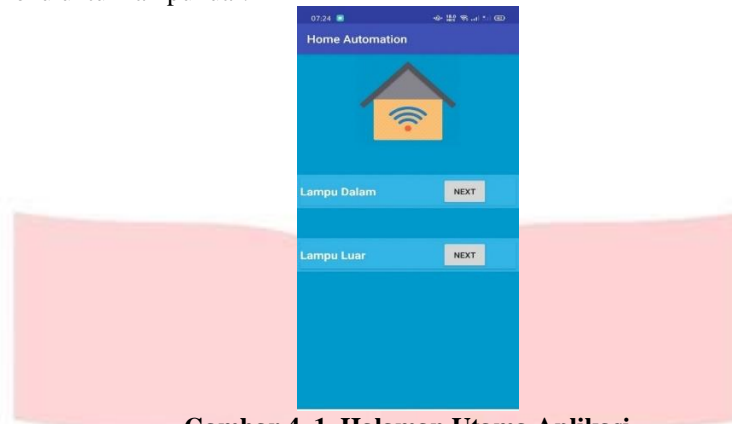 07:24
Home Automation
Lampu Dalam NEXT
Lampu Luar NEXT
Gambar 4. 1. Halaman Utama Aplikasi